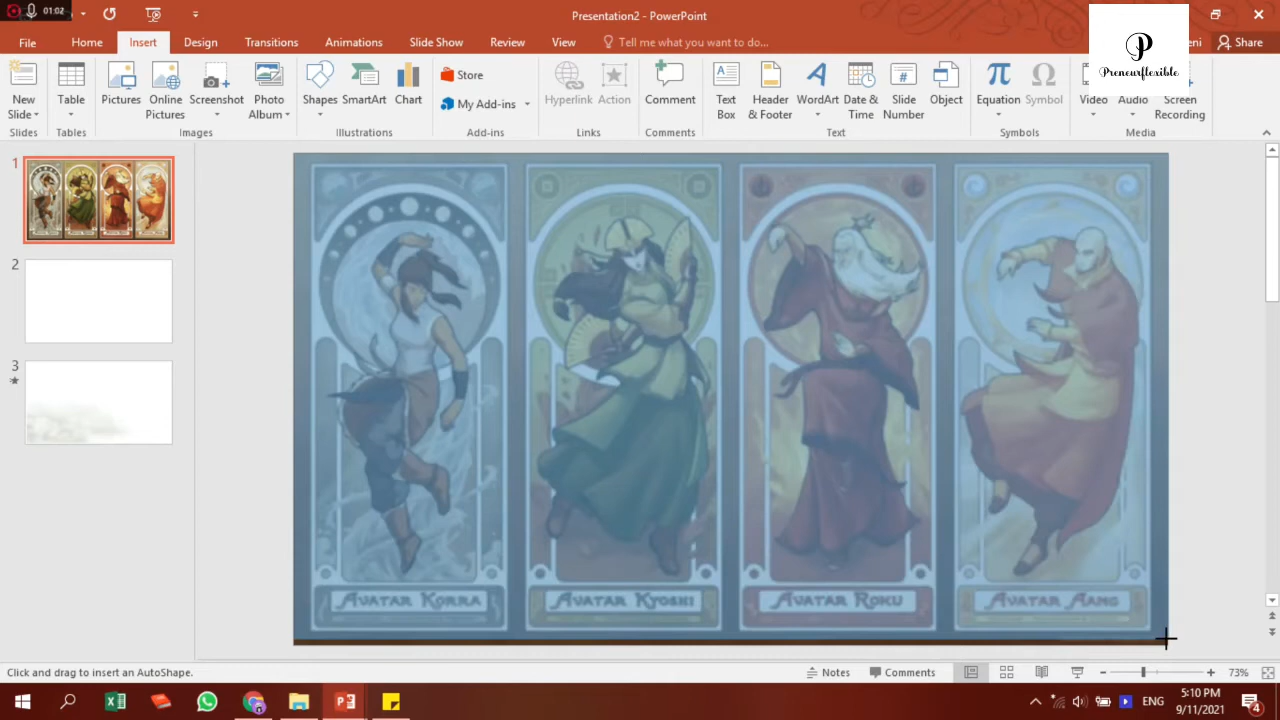 01:02
Presentation2 - PowerPoint
File Home Insert Design Transitions Animations Slide Show Review View Tell me what you want to do... Share
P
Preneurflexible
New Slide
Table
Pictures
Online Pictures
Screenshot
Photo Album
Shapes
SmartArt
Chart
Store
My Add-ins
Hyperlink
Action
Comment
Text Box
Header & Footer
WordArt
Date & Time
Slide Number
Object
Equation
Symbol
Video
Audio
Screen Recording
Slides Tables Images Illustrations Add-ins Links Comments Text Symbols Media
1
2
3
AVATAR KORRA
AVATAR KYOSHI
AVATAR ROKU
AVATAR AANG
Click and drag to insert an AutoShape.
Notes Comments 73%
ENG
5:10 PM
9/11/2021
4